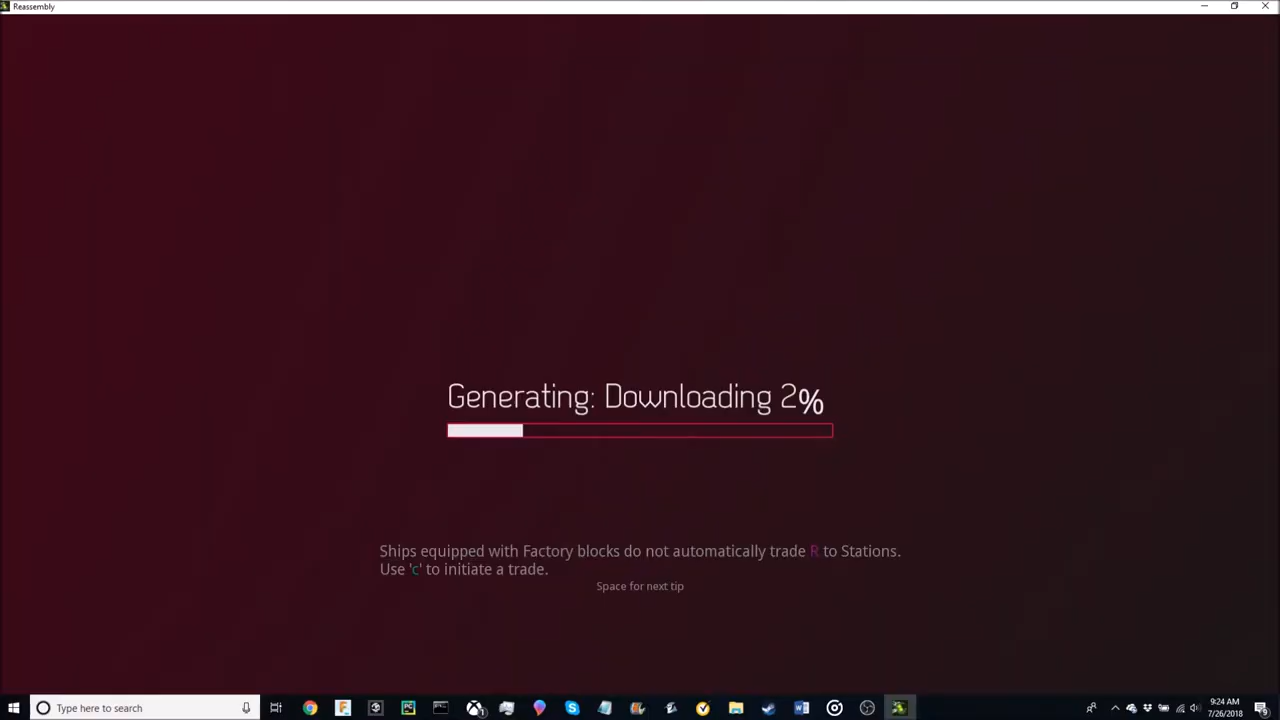 Reassembly
Generating: Downloading 2%
Ships equipped with Factory blocks do not automatically trade R to Stations.
Use 'c' to initiate a trade.
Space for next tip
Type here to search
9:24 AM
7/26/2018